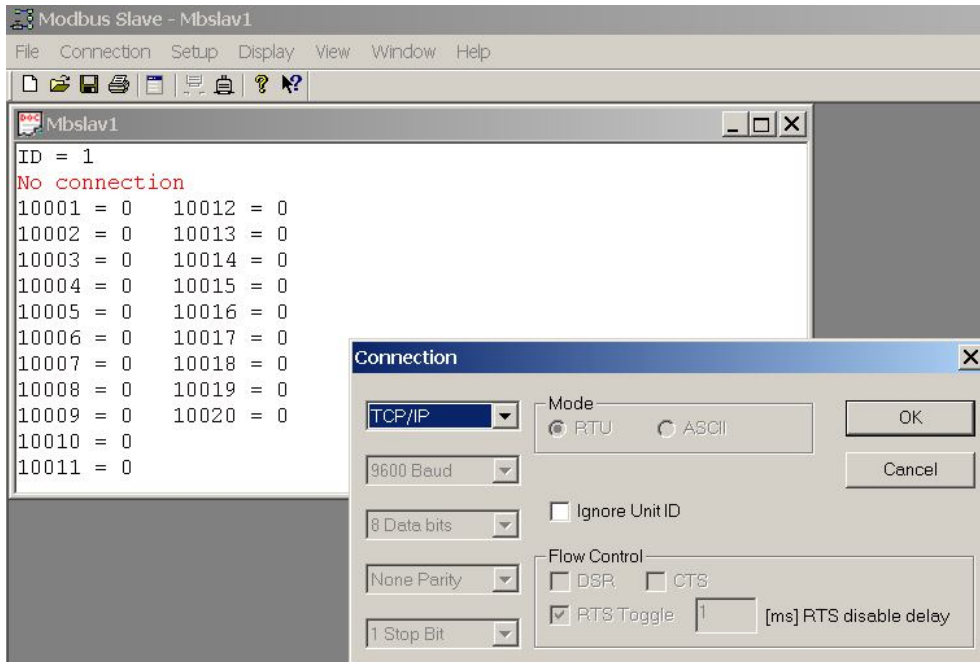 Modbus Slave - Mbslav1
File Connection Setup Display View Window Help
Mbslav1
ID = 1
No connection
10001 = 0 10012 = 0
10002 = 0 10013 = 0
10003 = 0 10014 = 0
10004 = 0 10015 = 0
10005 = 0 10016 = 0
10006 = 0 10017 = 0
10007 = 0 10018 = 0
10008 = 0 10019 = 0
10009 = 0 10020 = 0
10010 = 0
10011 = 0
Connection
TCP/IP
9600 Baud
8 Data bits
None Parity
1 Stop Bit
Mode
RTU ASCII
Ignore Unit ID
Flow Control
DSR CTS
RTS Toggle 1 [ms] RTS disable delay
OK
Cancel